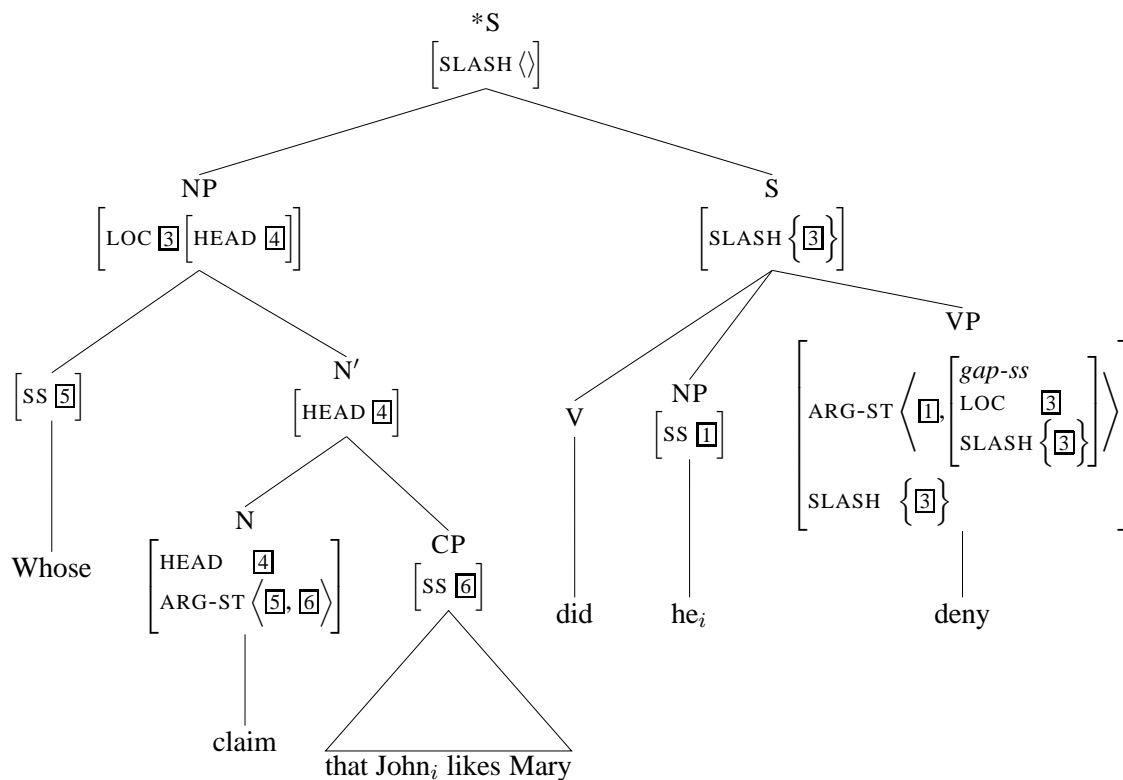 *S
[SLASH ⟨⟩]
NP
[LOC 3 [HEAD 4]]
S
[SLASH {3}]
[SS 5]
N′
[HEAD 4]
V
NP
[SS 1]
VP
[ARG-ST ⟨1, [gap-ss
LOC 3
SLASH {3}]⟩
SLASH {3}]
Whose
N
[HEAD 4
ARG-ST ⟨5, 6⟩]
CP
[SS 6]
did
he_i
deny
claim
that John_i likes Mary